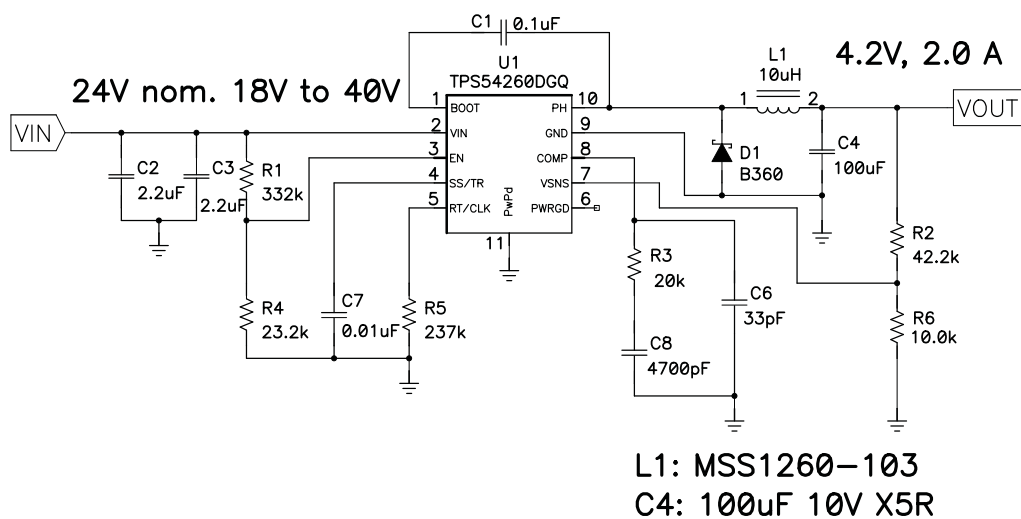 C1
0.1uF
U1
TPS54260DGQ
L1
10uH
4.2V, 2.0 A
24V nom. 18V to 40V
1 BOOT PH 10
2 VIN GND 9
3 EN COMP 8
4 SS/TR VSNS 7
5 RT/CLK PWRGD 6
PwPd
11
1 2
VIN
VOUT
C2
2.2uF
C3
2.2uF
R1
332k
D1
B360
C4
100uF
R4
23.2k
C7
0.01uF
R5
237k
R3
20k
C6
33pF
C8
4700pF
R2
42.2k
R6
10.0k
L1: MSS1260-103
C4: 100uF 10V X5R